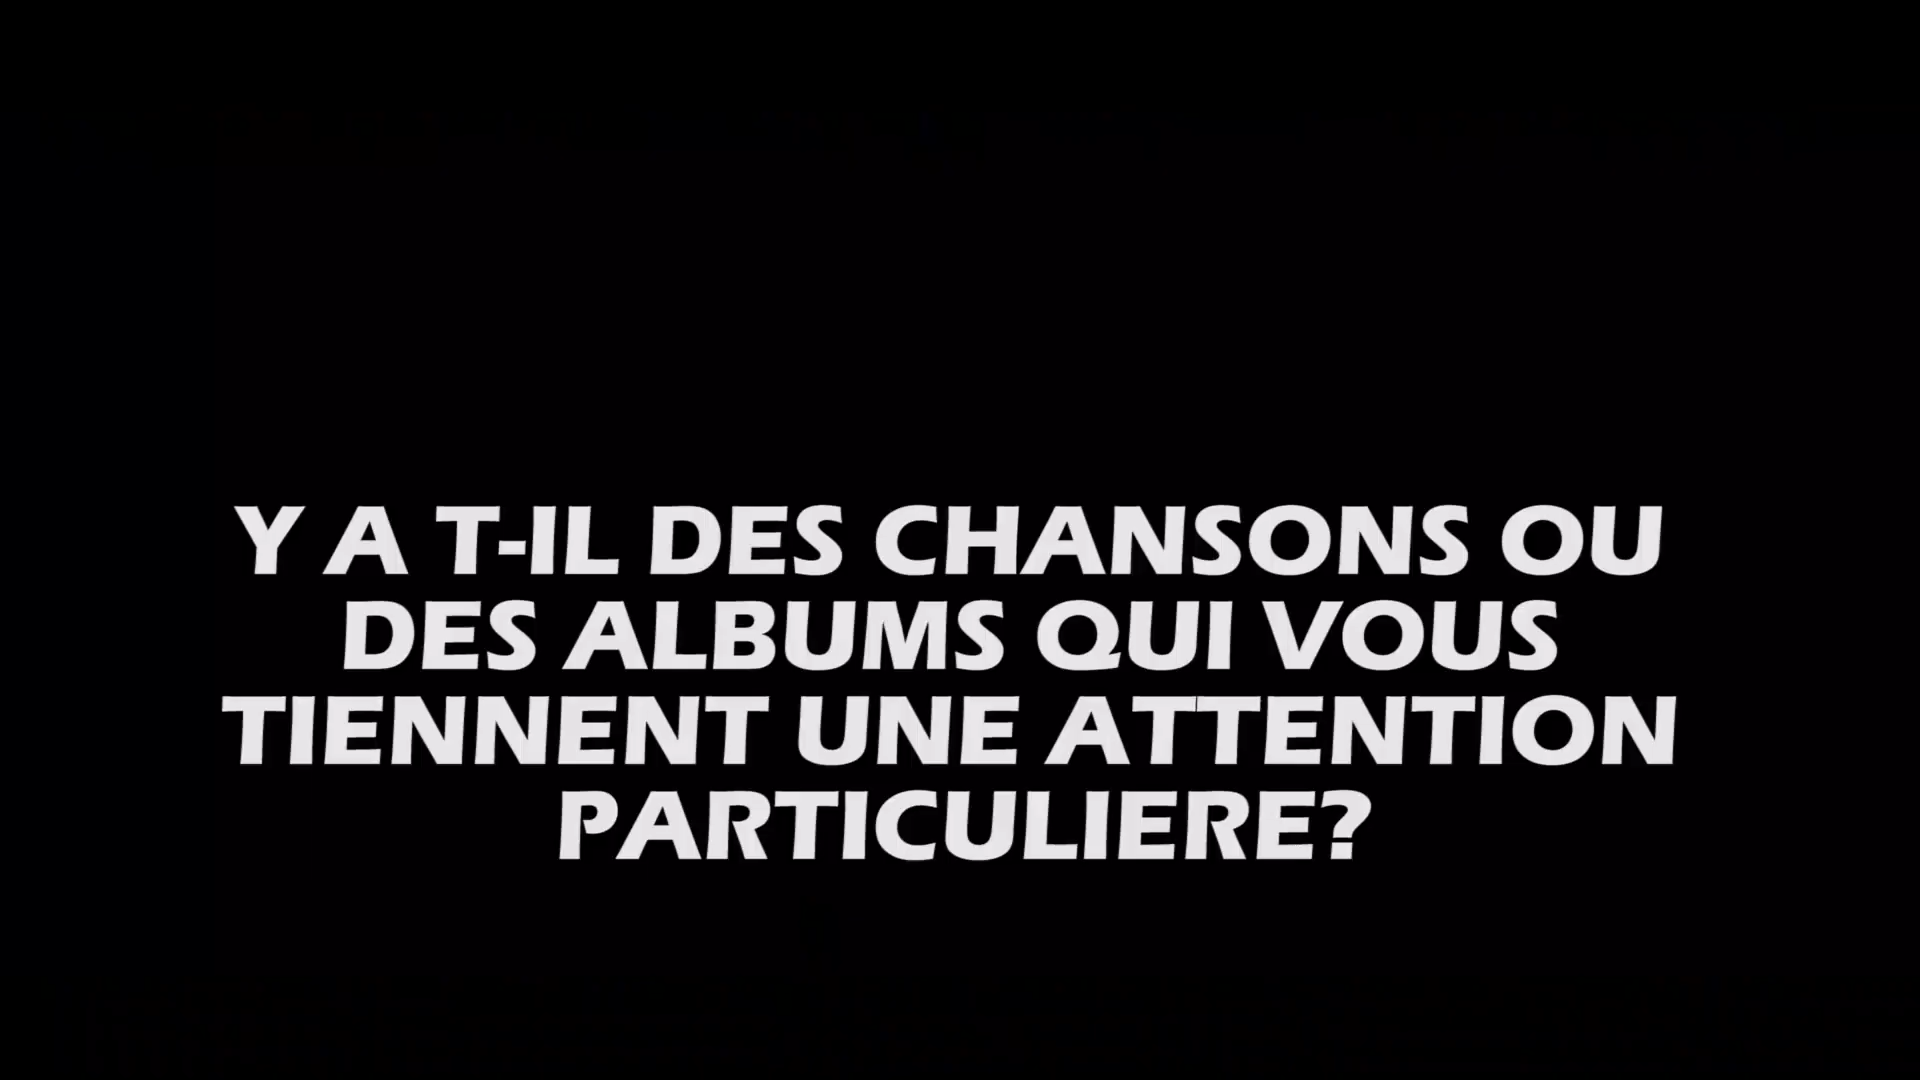 Y A T-IL DES CHANSONS OU
DES ALBUMS QUI VOUS
TIENNENT UNE ATTENTION
PARTICULIERE?